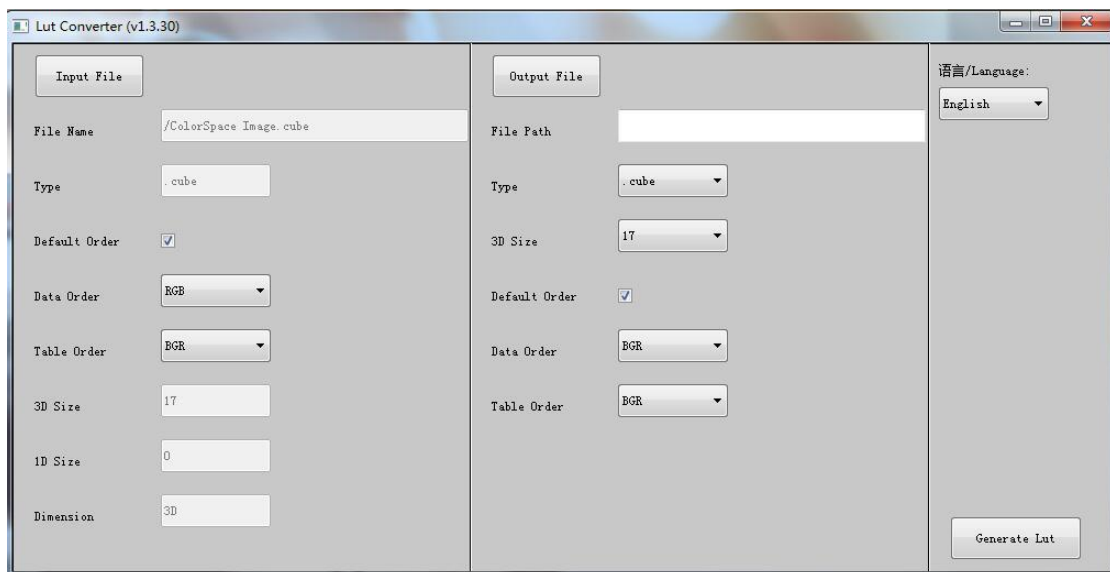 Lut Converter (v1.3.30)
Input File
File Name
/ColorSpace Image.cube
Type
.cube
Default Order
Data Order
RGB
Table Order
BGR
3D Size
17
1D Size
0
Dimension
3D
Output File
File Path
Type
.cube
3D Size
17
Default Order
Data Order
BGR
Table Order
BGR
语言/Language:
English
Generate Lut